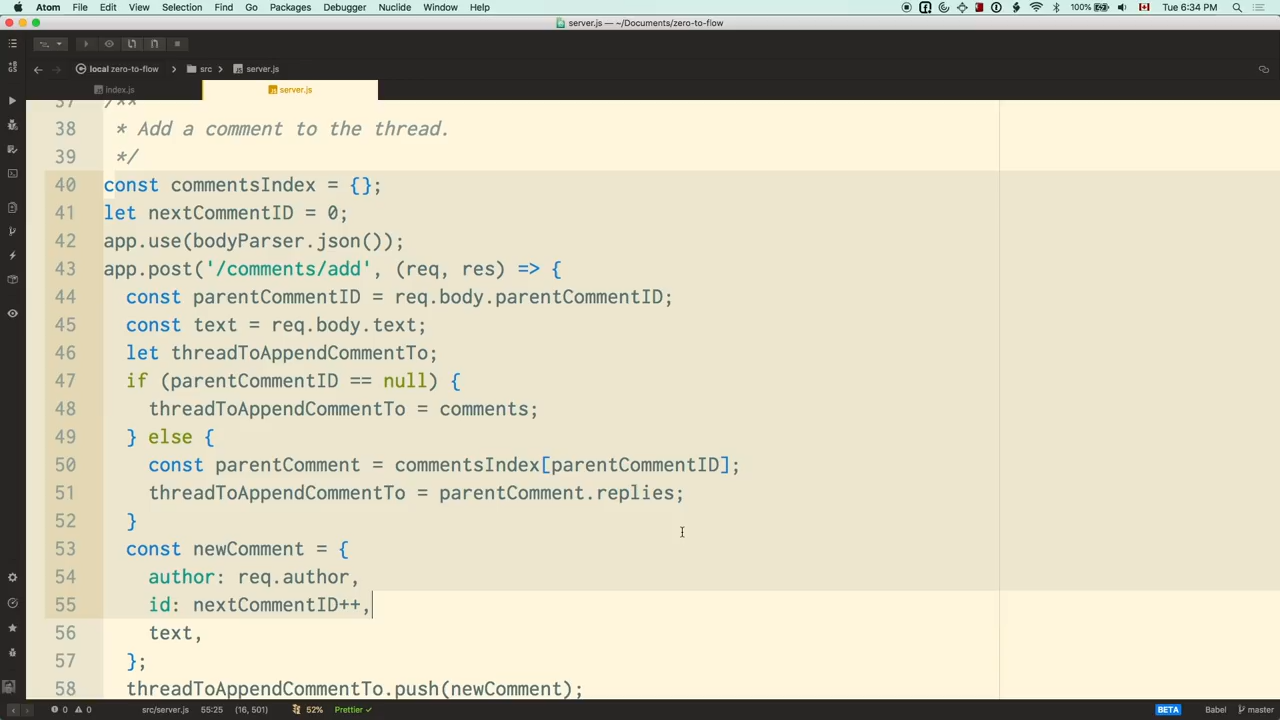 Atom File Edit View Selection Find Go Packages Debugger Nuclide Window Help 100% Tue 6:34 PM
server.js — ~/Documents/zero-to-flow
local zero-to-flow src server.js
index.js server.js
37 /**
38 * Add a comment to the thread.
39 */
40 const commentsIndex = {};
41 let nextCommentID = 0;
42 app.use(bodyParser.json());
43 app.post('/comments/add', (req, res) => {
44 const parentCommentID = req.body.parentCommentID;
45 const text = req.body.text;
46 let threadToAppendCommentTo;
47 if (parentCommentID == null) {
48 threadToAppendCommentTo = comments;
49 } else {
50 const parentComment = commentsIndex[parentCommentID];
51 threadToAppendCommentTo = parentComment.replies;
52 }
53 const newComment = {
54 author: req.author,
55 id: nextCommentID++,
56 text,
57 };
58 threadToAppendCommentTo.push(newComment);
0 0 src/server.js 55:25 (16, 501) 52% Prettier ✓ BETA Babel master